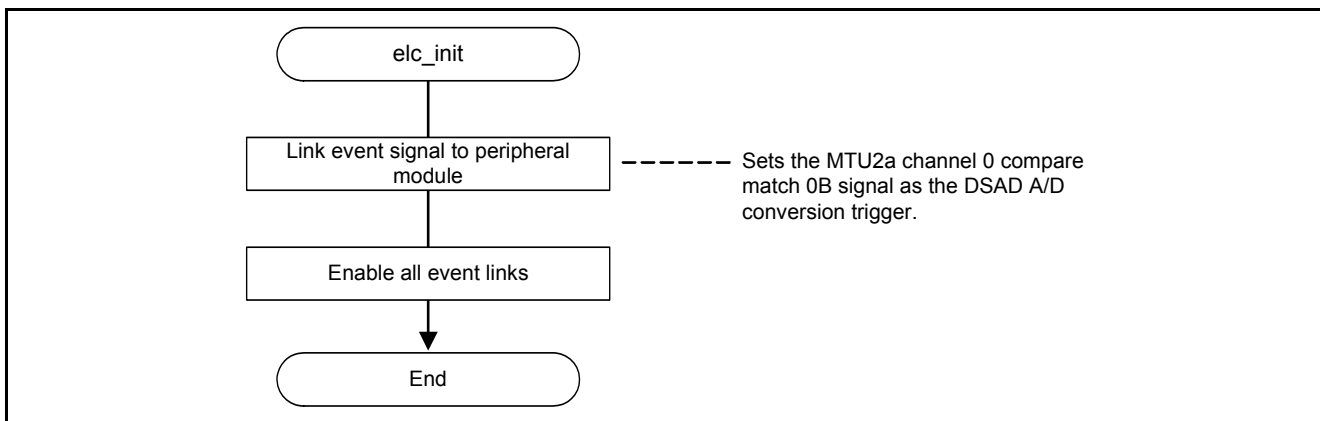 elc_init
Link event signal to peripheral
module
Sets the MTU2a channel 0 compare
match 0B signal as the DSAD A/D
conversion trigger.
Enable all event links
End